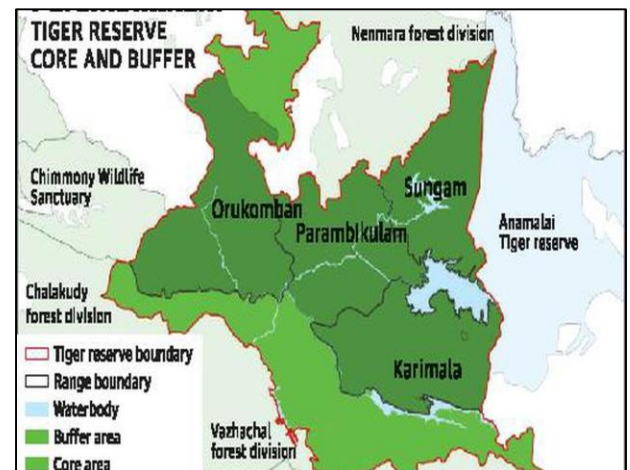 TIGER RESERVE
CORE AND BUFFER
Nenmara forest division
Chimmony Wildlife
Sanctuary
Sungam
Orukomban
Parambikulam
Anamalai
Tiger reserve
Chalakudy
forest division
Karimala
Tiger reserve boundary
Range boundary
Waterbody
Buffer area
Core area
Vazhachal
forest division